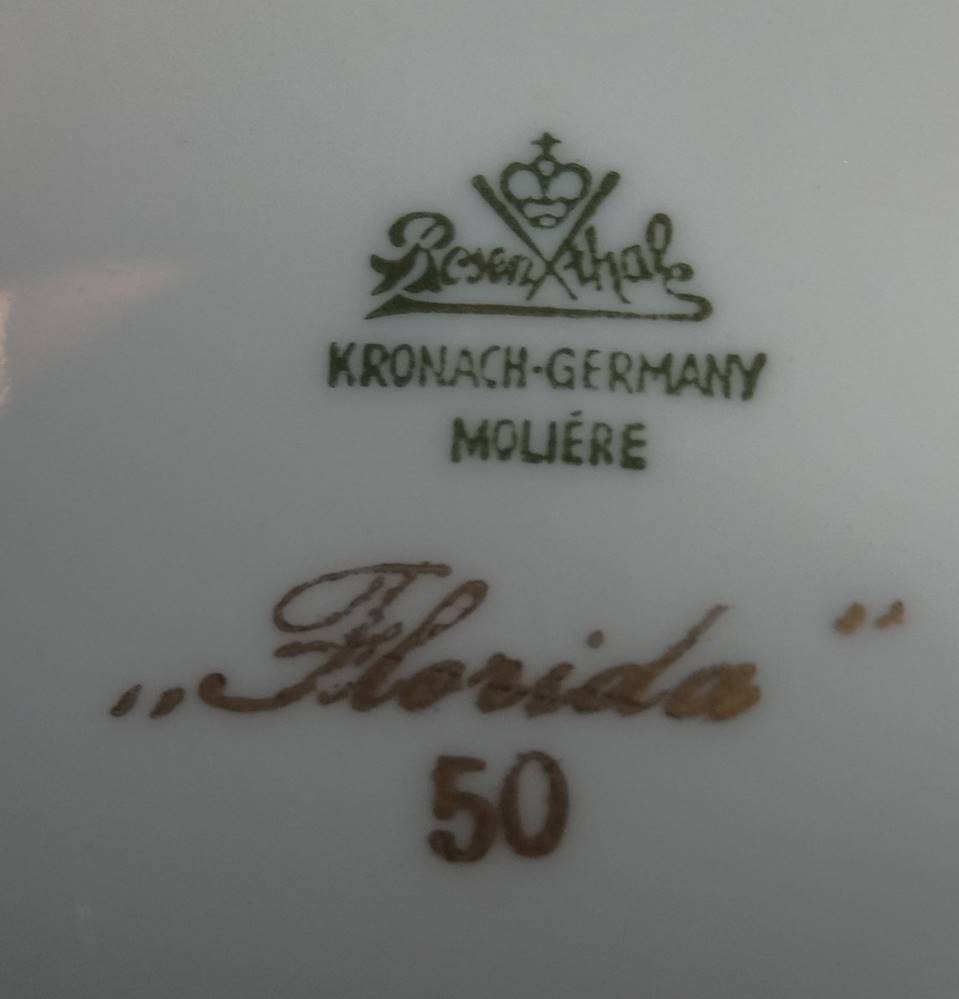 Rosenthal
KRONACH-GERMANY
MOLIÉRE
„Florida“
50